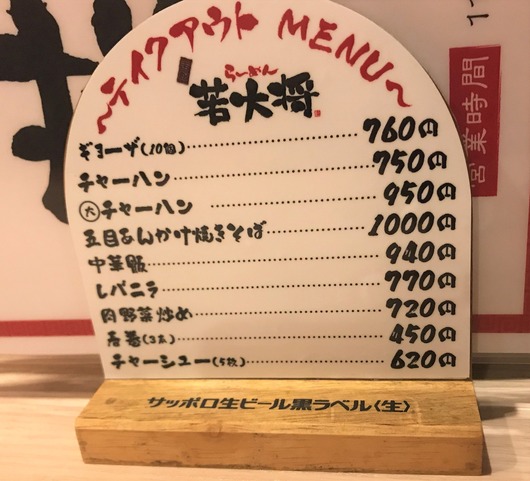 ~テイクアウト MENU~
らーめん
若大将
ギョーザ(10個) 760円
チャーハン 750円
大チャーハン 950円
五目あんかけ焼きそば 1000円
中華飯 940円
レバニラ 770円
肉野菜炒め 720円
春巻(3本) 450円
チャーシュー(5枚) 620円
サッポロ生ビール黒ラベル〈生〉
営業時間